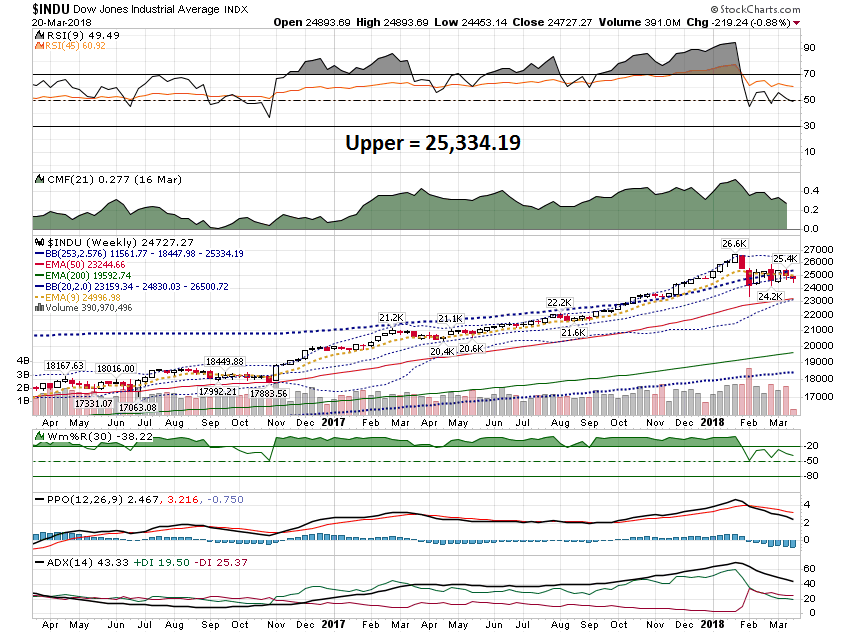 $INDU Dow Jones Industrial Average INDX
© StockCharts.com
20-Mar-2018
Open 24893.69 High 24893.69 Low 24453.14 Close 24727.27 Volume 391.0M Chg -219.24 (-0.88%)
RSI(9) 49.49
RSI(45) 60.92
90
70
50
30
10
Upper = 25,334.19
CMF(21) 0.277 (16 Mar)
0.4
0.2
0.0
$INDU (Weekly) 24727.27
BB(253,2.576) 11561.77 - 18447.98 - 25334.19
EMA(50) 23244.66
EMA(200) 19592.74
BB(20,2.0) 23159.34 - 24830.03 - 26500.72
EMA(9) 24996.98
Volume 390,970,496
26.6K
25.4K
24.2K
22.2K
21.6K
21.2K
21.1K
20.4K
20.6K
18167.63
18016.00
18449.88
17331.07
17063.08
17992.21
17883.56
4B
3B
2B
1B
27000
26000
25000
24000
23000
22000
21000
20000
19000
18000
17000
Apr May Jun Jul Aug Sep Oct Nov 2017 Feb Mar Apr May Jun Jul Aug Sep Oct Nov 2018 Feb Mar
Wm%R(30) -38.22
-20
-50
-80
PPO(12,26,9) 2.467, 3.216, -0.750
4
2
0
ADX(14) 43.33 +DI 19.50 -DI 25.37
60
40
20
0
Apr May Jun Jul Aug Sep Oct Nov 2017 Feb Mar Apr May Jun Jul Aug Sep Oct Nov 2018 Feb Mar